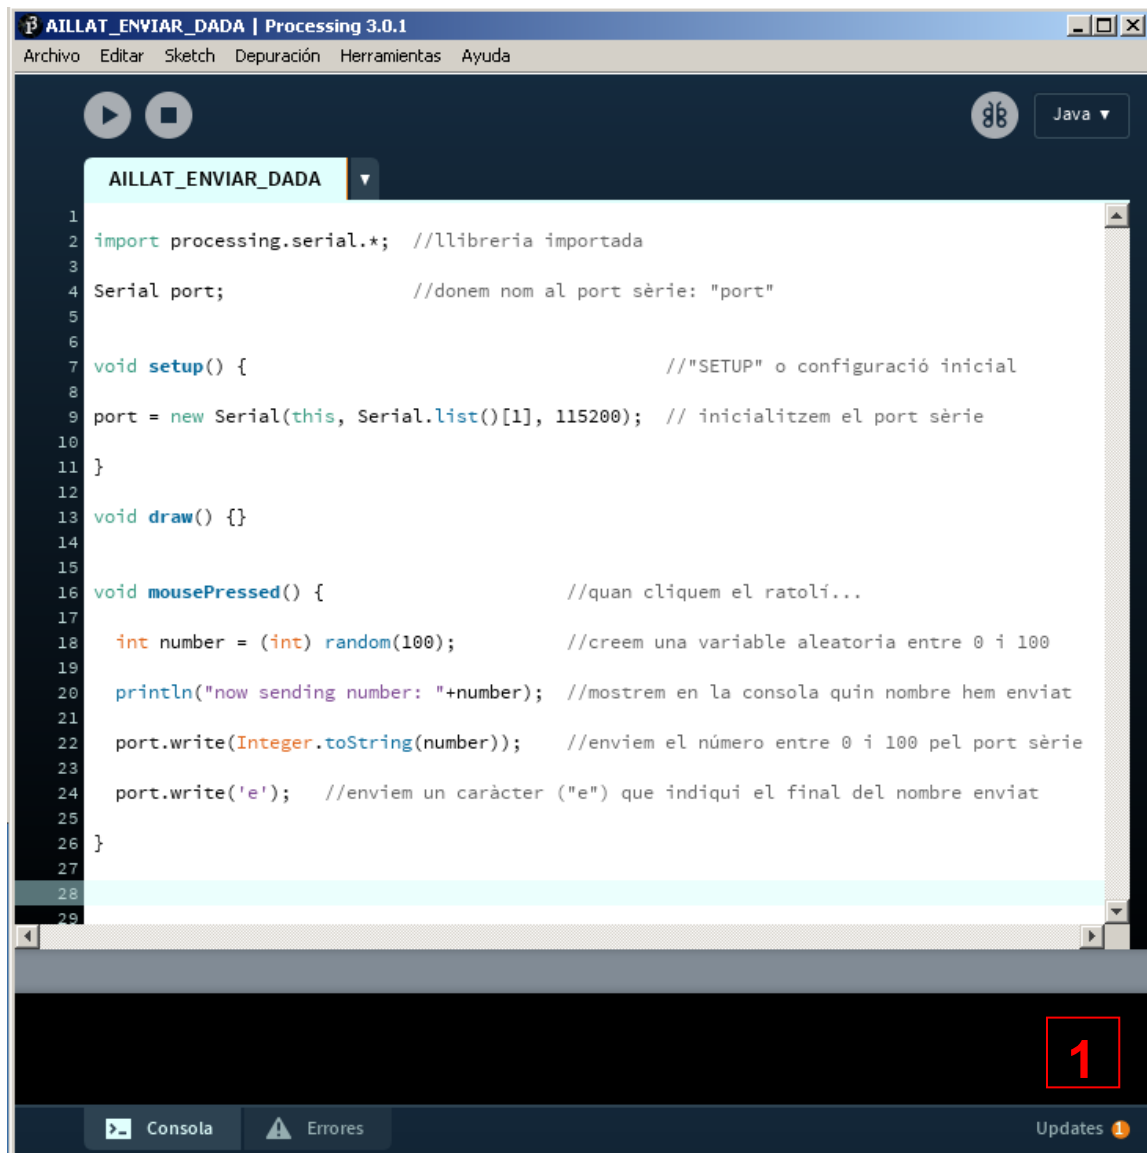 AILLAT_ENVIAR_DADA | Processing 3.0.1
Archivo Editar Sketch Depuración Herramientas Ayuda
Java ▼
AILLAT_ENVIAR_DADA ▼
1
2 import processing.serial.*; //llibreria importada
3
4 Serial port; //donem nom al port sèrie: "port"
5
6
7 void setup() { //"SETUP" o configuració inicial
8
9 port = new Serial(this, Serial.list()[1], 115200); // inicialitzem el port sèrie
10
11 }
12
13 void draw() {}
14
15
16 void mousePressed() { //quan cliquem el ratolí...
17
18 int number = (int) random(100); //creem una variable aleatoria entre 0 i 100
19
20 println("now sending number: "+number); //mostrem en la consola quin nombre hem enviat
21
22 port.write(Integer.toString(number)); //enviem el número entre 0 i 100 pel port sèrie
23
24 port.write('e'); //enviem un caràcter ("e") que indiqui el final del nombre enviat
25
26 }
27
28
29
1
Consola Errores Updates 1